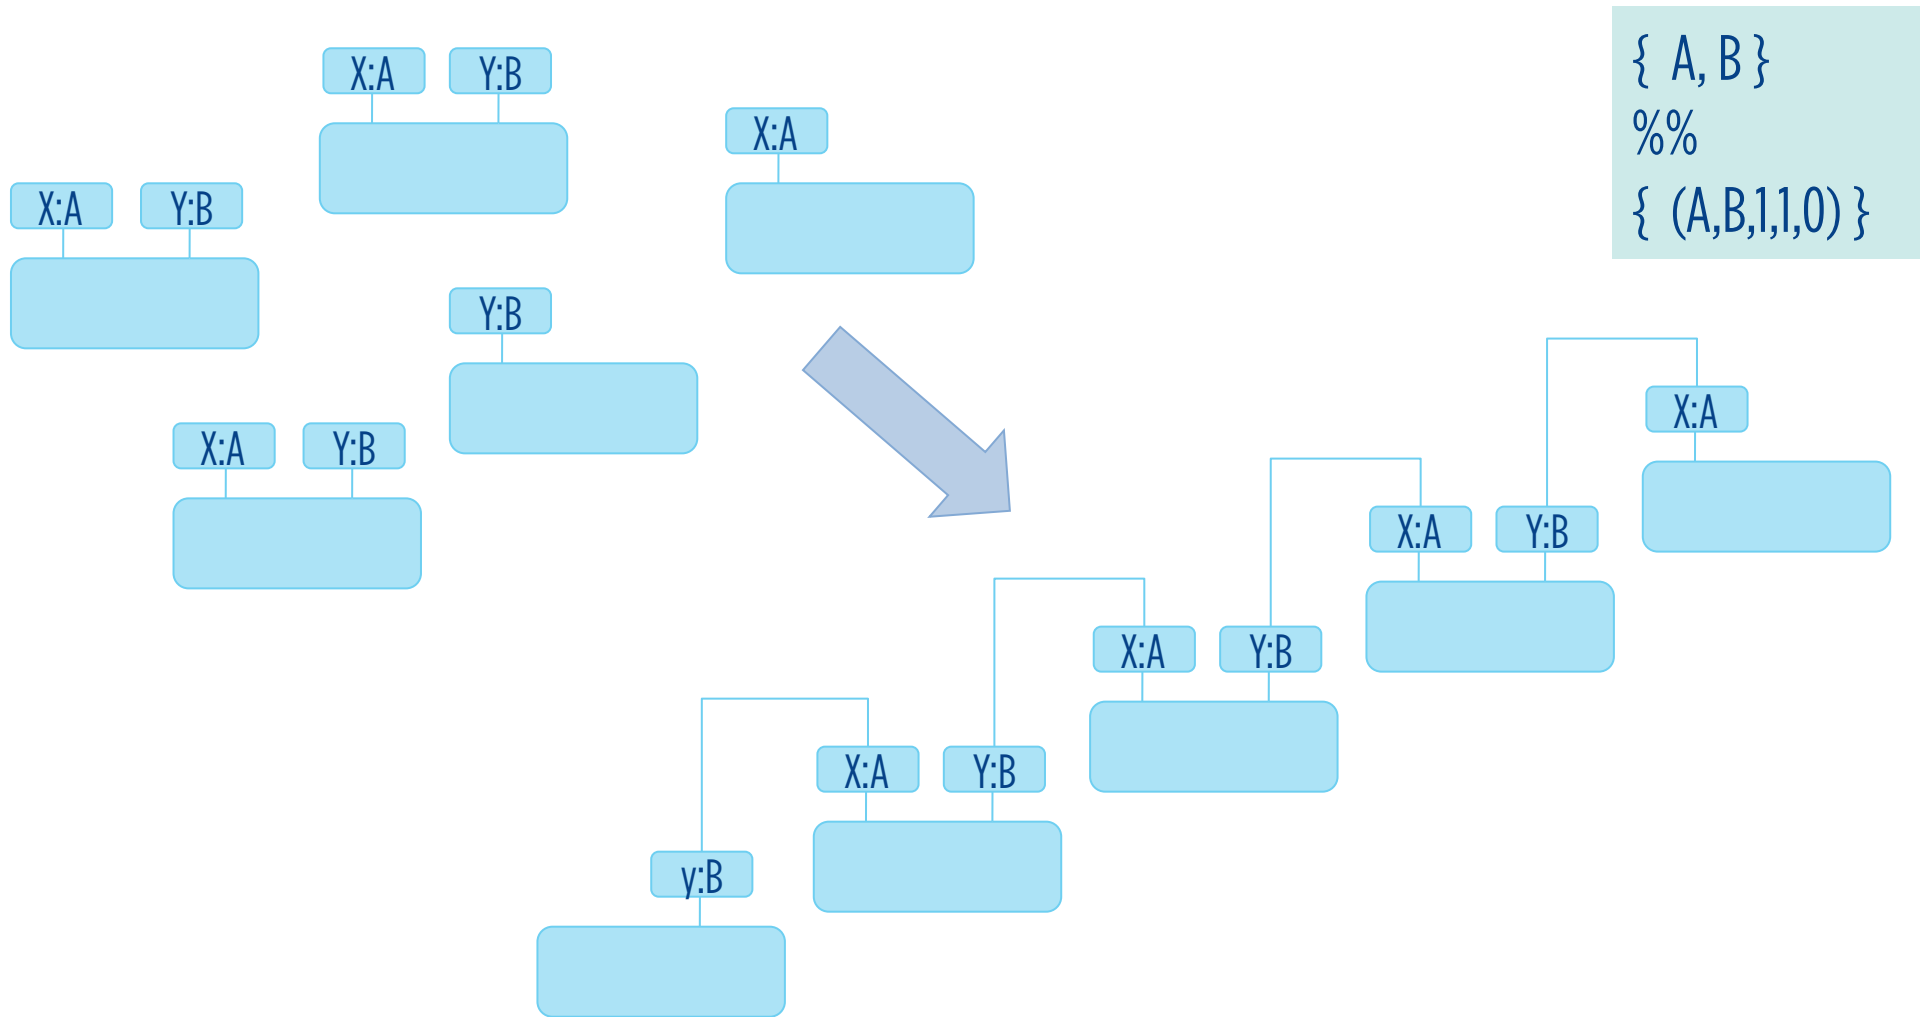 X:A Y:B
X:A
X:A Y:B
Y:B
X:A Y:B
{ A, B }
%%
{ (A,B,1,1,0) }
X:A
X:A Y:B
X:A Y:B
X:A Y:B
y:B